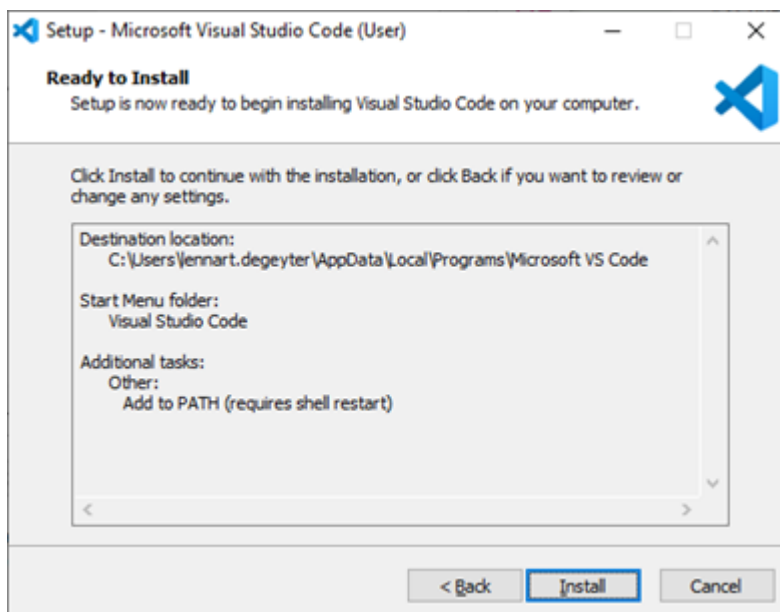 Setup - Microsoft Visual Studio Code (User)
Ready to Install
Setup is now ready to begin installing Visual Studio Code on your computer.
Click Install to continue with the installation, or click Back if you want to review or
change any settings.
Destination location:
C:\Users\lennart.degeyter\AppData\Local\Programs\Microsoft VS Code
Start Menu folder:
Visual Studio Code
Additional tasks:
Other:
Add to PATH (requires shell restart)
< Back Install Cancel